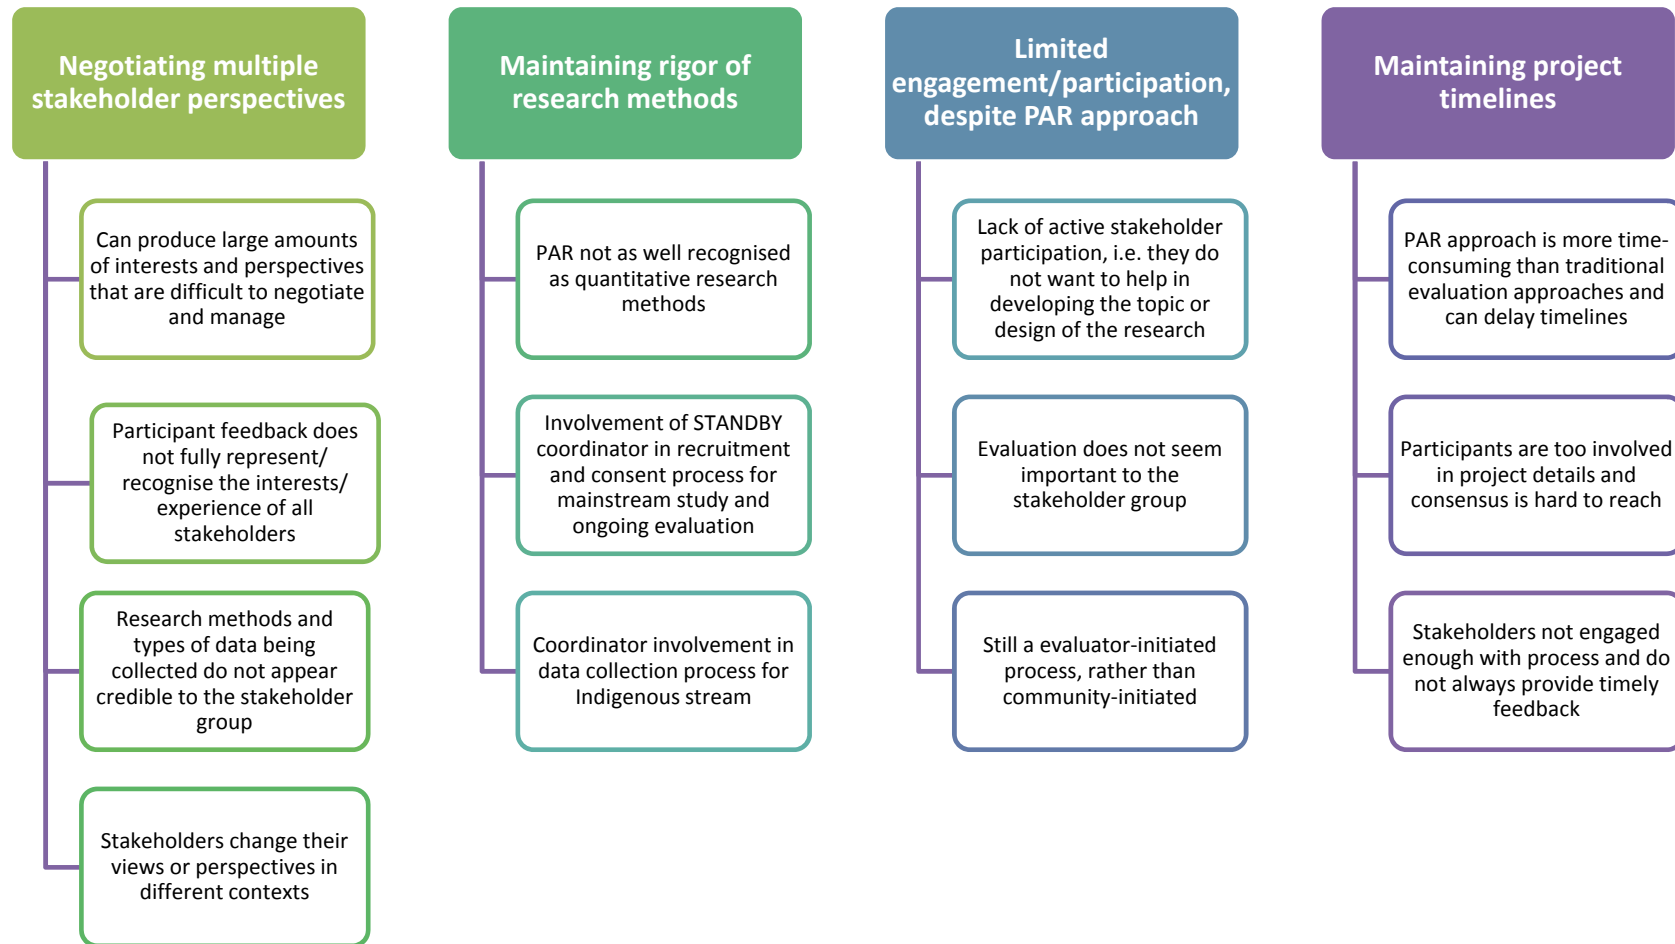 Negotiating multiple
stakeholder perspectives
Can produce large amounts
of interests and perspectives
that are difficult to negotiate
and manage
Participant feedback does
not fully represent/
recognise the interests/
experience of all
stakeholders
Research methods and
types of data being
collected do not appear
credible to the stakeholder
group
Stakeholders change their
views or perspectives in
different contexts
Maintaining rigor of
research methods
PAR not as well recognised
as quantitative research
methods
Involvement of STANDBY
coordinator in recruitment
and consent process for
mainstream study and
ongoing evaluation
Coordinator involvement in
data collection process for
Indigenous stream
Limited
engagement/participation,
despite PAR approach
Lack of active stakeholder
participation, i.e. they do
not want to help in
developing the topic or
design of the research
Evaluation does not seem
important to the
stakeholder group
Still a evaluator-initiated
process, rather than
community-initiated
Maintaining project
timelines
PAR approach is more time-
consuming than traditional
evaluation approaches and
can delay timelines
Participants are too involved
in project details and
consensus is hard to reach
Stakeholders not engaged
enough with process and do
not always provide timely
feedback